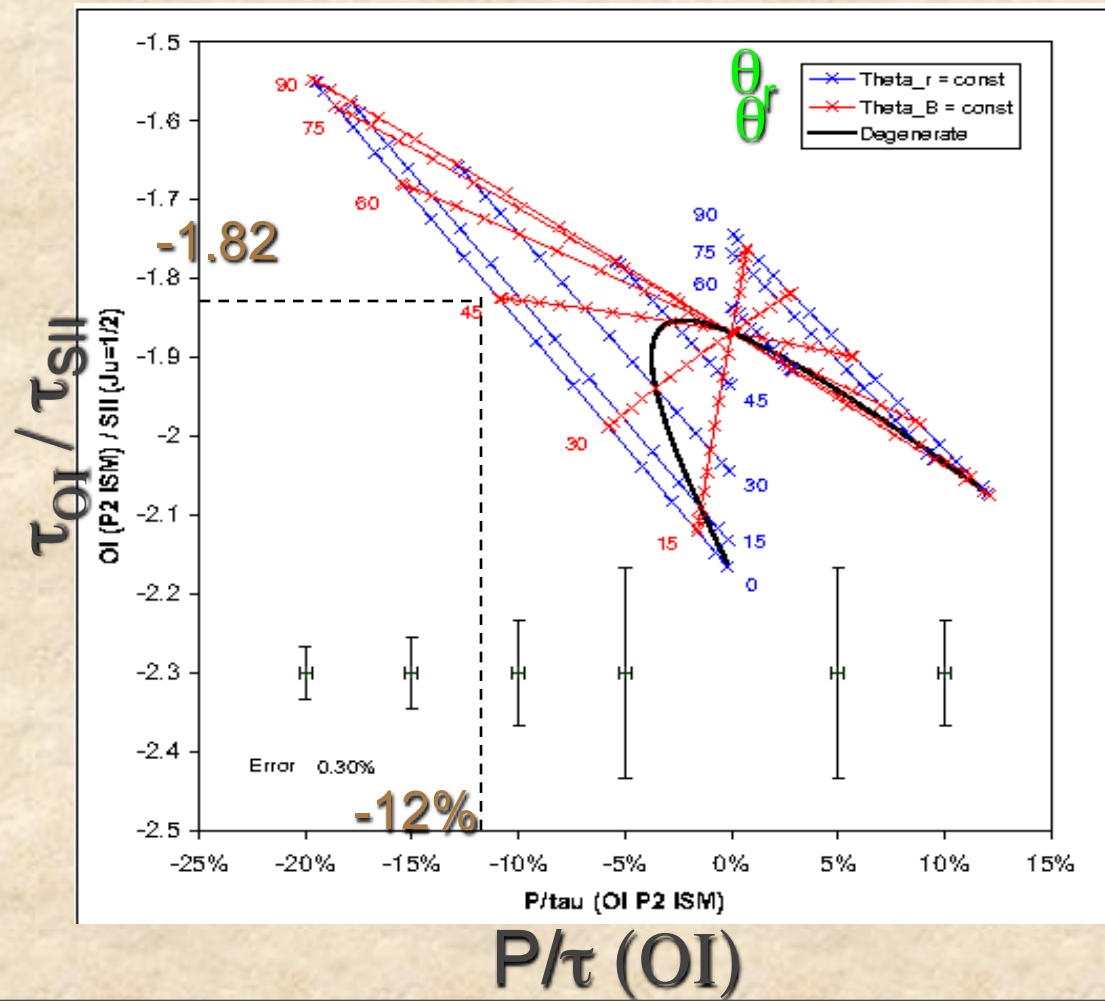 θr
θ
Theta_r = const
Theta_B = const
Degenerate
-1.5
-1.6
-1.7
-1.8
-1.9
-2
-2.1
-2.2
-2.3
-2.4
-2.5
-1.82
-12%
τOI / τSII
OI (P2 ISM) / SII (Ju=1/2)
90
75
60
45
30
15
90
75
60
45
30
15
0
Error 0.30%
-25% -20% -15% -10% -5% 0% 5% 10% 15%
P/tau (OI P2 ISM)
P/τ (OI)